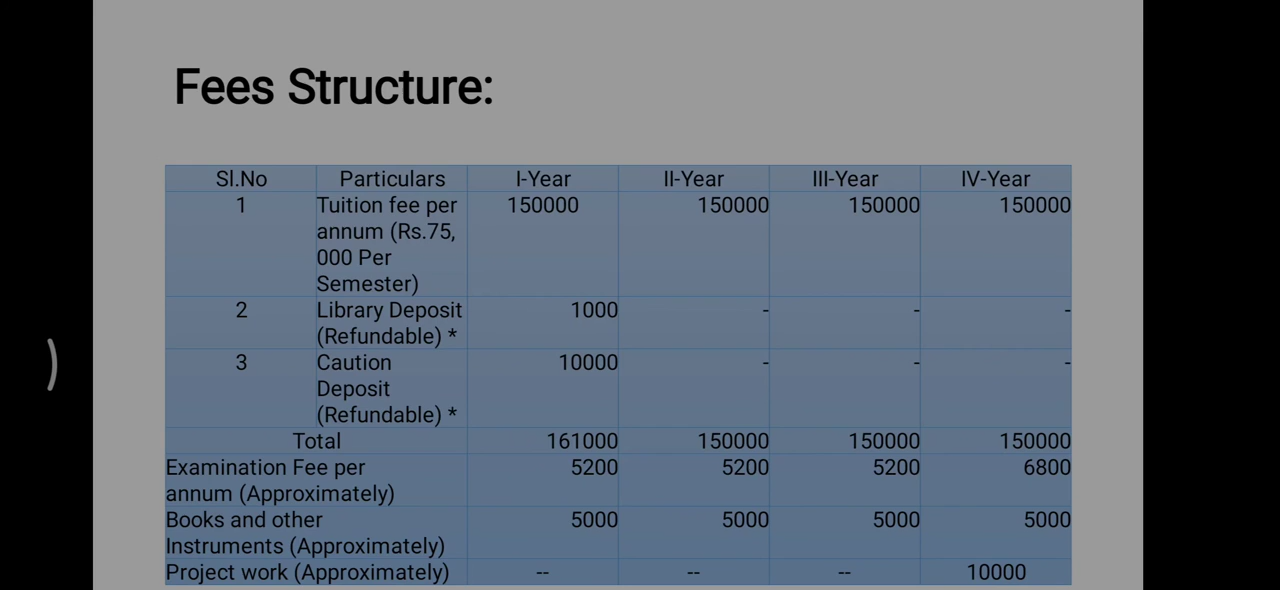 Fees Structure:
Sl.No Particulars I-Year II-Year III-Year IV-Year
1 Tuition fee per 150000 150000 150000 150000
annum (Rs.75,
000 Per
Semester)
2 Library Deposit 1000 - - -
(Refundable) *
3 Caution 10000 - - -
Deposit
(Refundable) *
Total 161000 150000 150000 150000
Examination Fee per 5200 5200 5200 6800
annum (Approximately)
Books and other 5000 5000 5000 5000
Instruments (Approximately)
Project work (Approximately) -- -- -- 10000